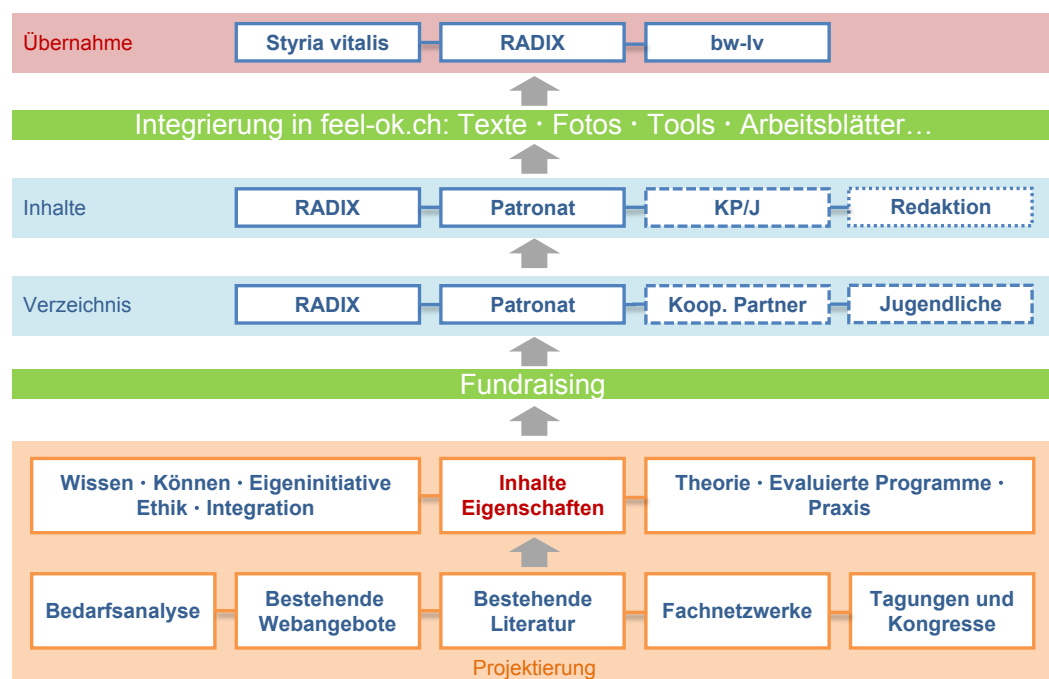 Übernahme
Styria vitalis
RADIX
bw-lv
Integrierung in feel-ok.ch: Texte · Fotos · Tools · Arbeitsblätter…
Inhalte
RADIX
Patronat
KP/J
Redaktion
Verzeichnis
RADIX
Patronat
Koop. Partner
Jugendliche
Fundraising
Wissen · Können · Eigeninitiative
Ethik · Integration
Inhalte
Eigenschaften
Theorie · Evaluierte Programme ·
Praxis
Bedarfsanalyse
Bestehende
Webangebote
Bestehende
Literatur
Fachnetzwerke
Tagungen und
Kongresse
Projektierung